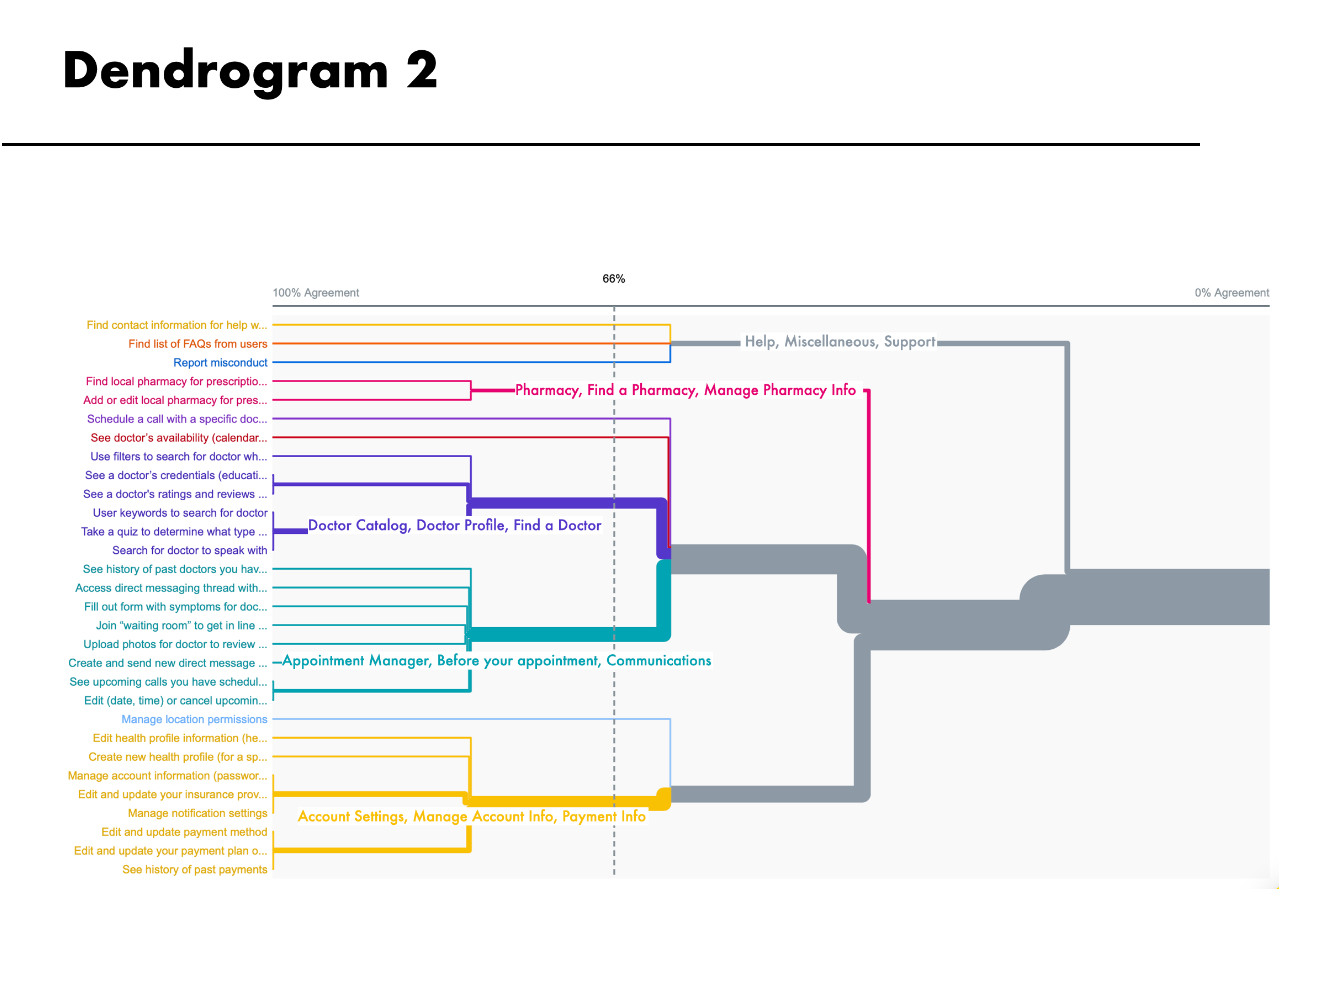 Dendrogram 2
66%
100% Agreement
0% Agreement
Find contact information for help w...
Help, Miscellaneous, Support
Find list of FAQs from users
Report misconduct
Find local pharmacy for prescriptio...
Pharmacy, Find a Pharmacy, Manage Pharmacy Info
Add or edit local pharmacy for pres...
Schedule a call with a specific doc...
See doctor's availability (calendar...
Use filters to search for doctor wh...
See a doctor's credentials (educati...
See a doctor's ratings and reviews ...
User keywords to search for doctor
Doctor Catalog, Doctor Profile, Find a Doctor
Take a quiz to determine what type ...
Search for doctor to speak with
See history of past doctors you hav...
Access direct messaging thread with...
Fill out form with symptoms for doc...
Join “waiting room” to get in line ...
Upload photos for doctor to review ...
Create and send new direct message ...
Appointment Manager, Before your appointment, Communications
See upcoming calls you have schedul...
Edit (date, time) or cancel upcomin...
Manage location permissions
Edit health profile information (he...
Create new health profile (for a sp...
Manage account information (passwor...
Edit and update your insurance prov...
Manage notification settings
Account Settings, Manage Account Info, Payment Info
Edit and update payment method
Edit and update your payment plan o...
See history of past payments